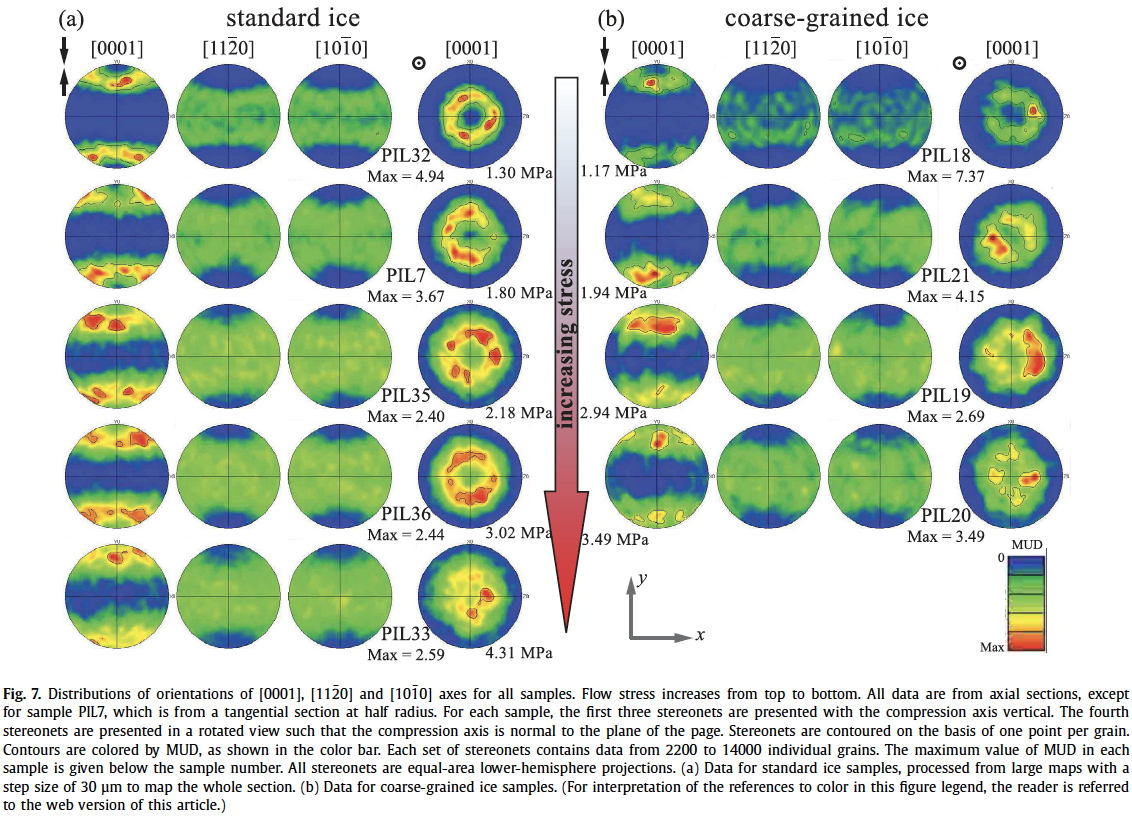 (a) standard ice
(b) coarse-grained ice
[0001] [11̅20] [10̅10] [0001]
[0001] [11̅20] [10̅10] [0001]
PIL32
Max = 4.94
1.30 MPa
1.17 MPa
PIL18
Max = 7.37
PIL7
Max = 3.67
1.80 MPa
1.94 MPa
PIL21
Max = 4.15
PIL35
Max = 2.40
2.18 MPa
2.94 MPa
PIL19
Max = 2.69
PIL36
Max = 2.44
3.02 MPa
3.49 MPa
PIL20
Max = 3.49
PIL33
Max = 2.59
4.31 MPa
increasing stress
y
x
MUD
0
Max
Fig. 7. Distributions of orientations of [0001], [112̅0] and [101̅0] axes for all samples. Flow stress increases from top to bottom. All data are from axial sections, except
for sample PIL7, which is from a tangential section at half radius. For each sample, the first three stereonets are presented with the compression axis vertical. The fourth
stereonets are presented in a rotated view such that the compression axis is normal to the plane of the page. Stereonets are contoured on the basis of one point per grain.
Contours are colored by MUD, as shown in the color bar. Each set of stereonets contains data from 2200 to 14000 individual grains. The maximum value of MUD in each
sample is given below the sample number. All stereonets are equal-area lower-hemisphere projections. (a) Data for standard ice samples, processed from large maps with a
step size of 30 μm to map the whole section. (b) Data for coarse-grained ice samples. (For interpretation of the references to color in this figure legend, the reader is referred
to the web version of this article.)